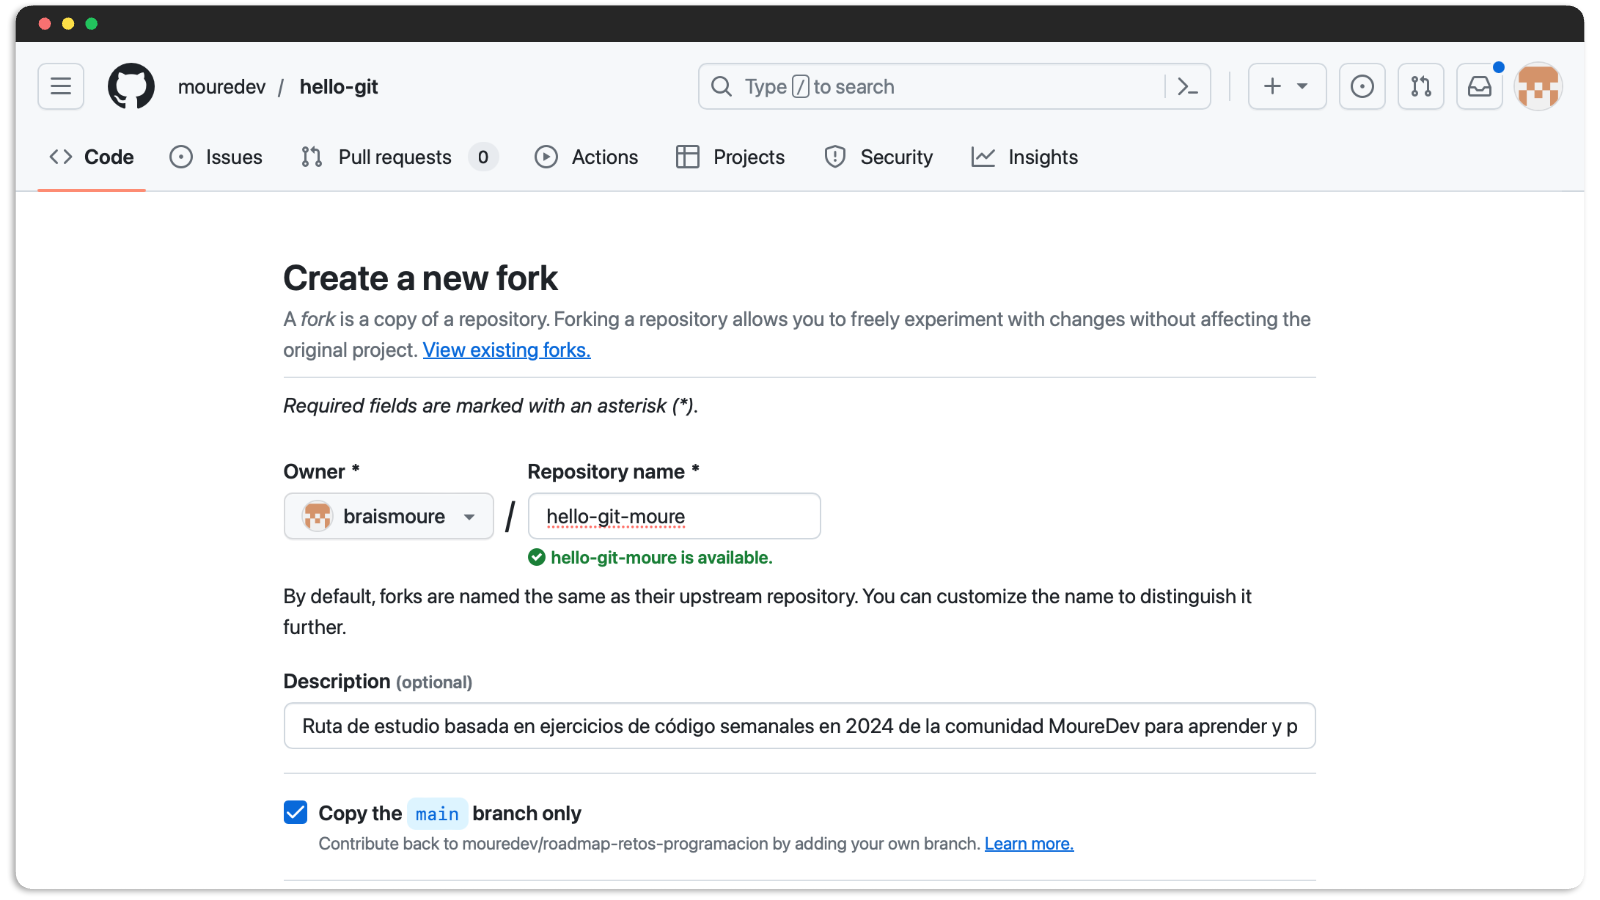 mouredev / hello-git
Type / to search
Code Issues Pull requests 0 Actions Projects Security Insights
Create a new fork
A fork is a copy of a repository. Forking a repository allows you to freely experiment with changes without affecting the
original project. View existing forks.
Required fields are marked with an asterisk (*).
Owner * Repository name *
braismoure / hello-git-moure
hello-git-moure is available.
By default, forks are named the same as their upstream repository. You can customize the name to distinguish it
further.
Description (optional)
Ruta de estudio basada en ejercicios de código semanales en 2024 de la comunidad MoureDev para aprender y p
Copy the main branch only
Contribute back to mouredev/roadmap-retos-programacion by adding your own branch. Learn more.